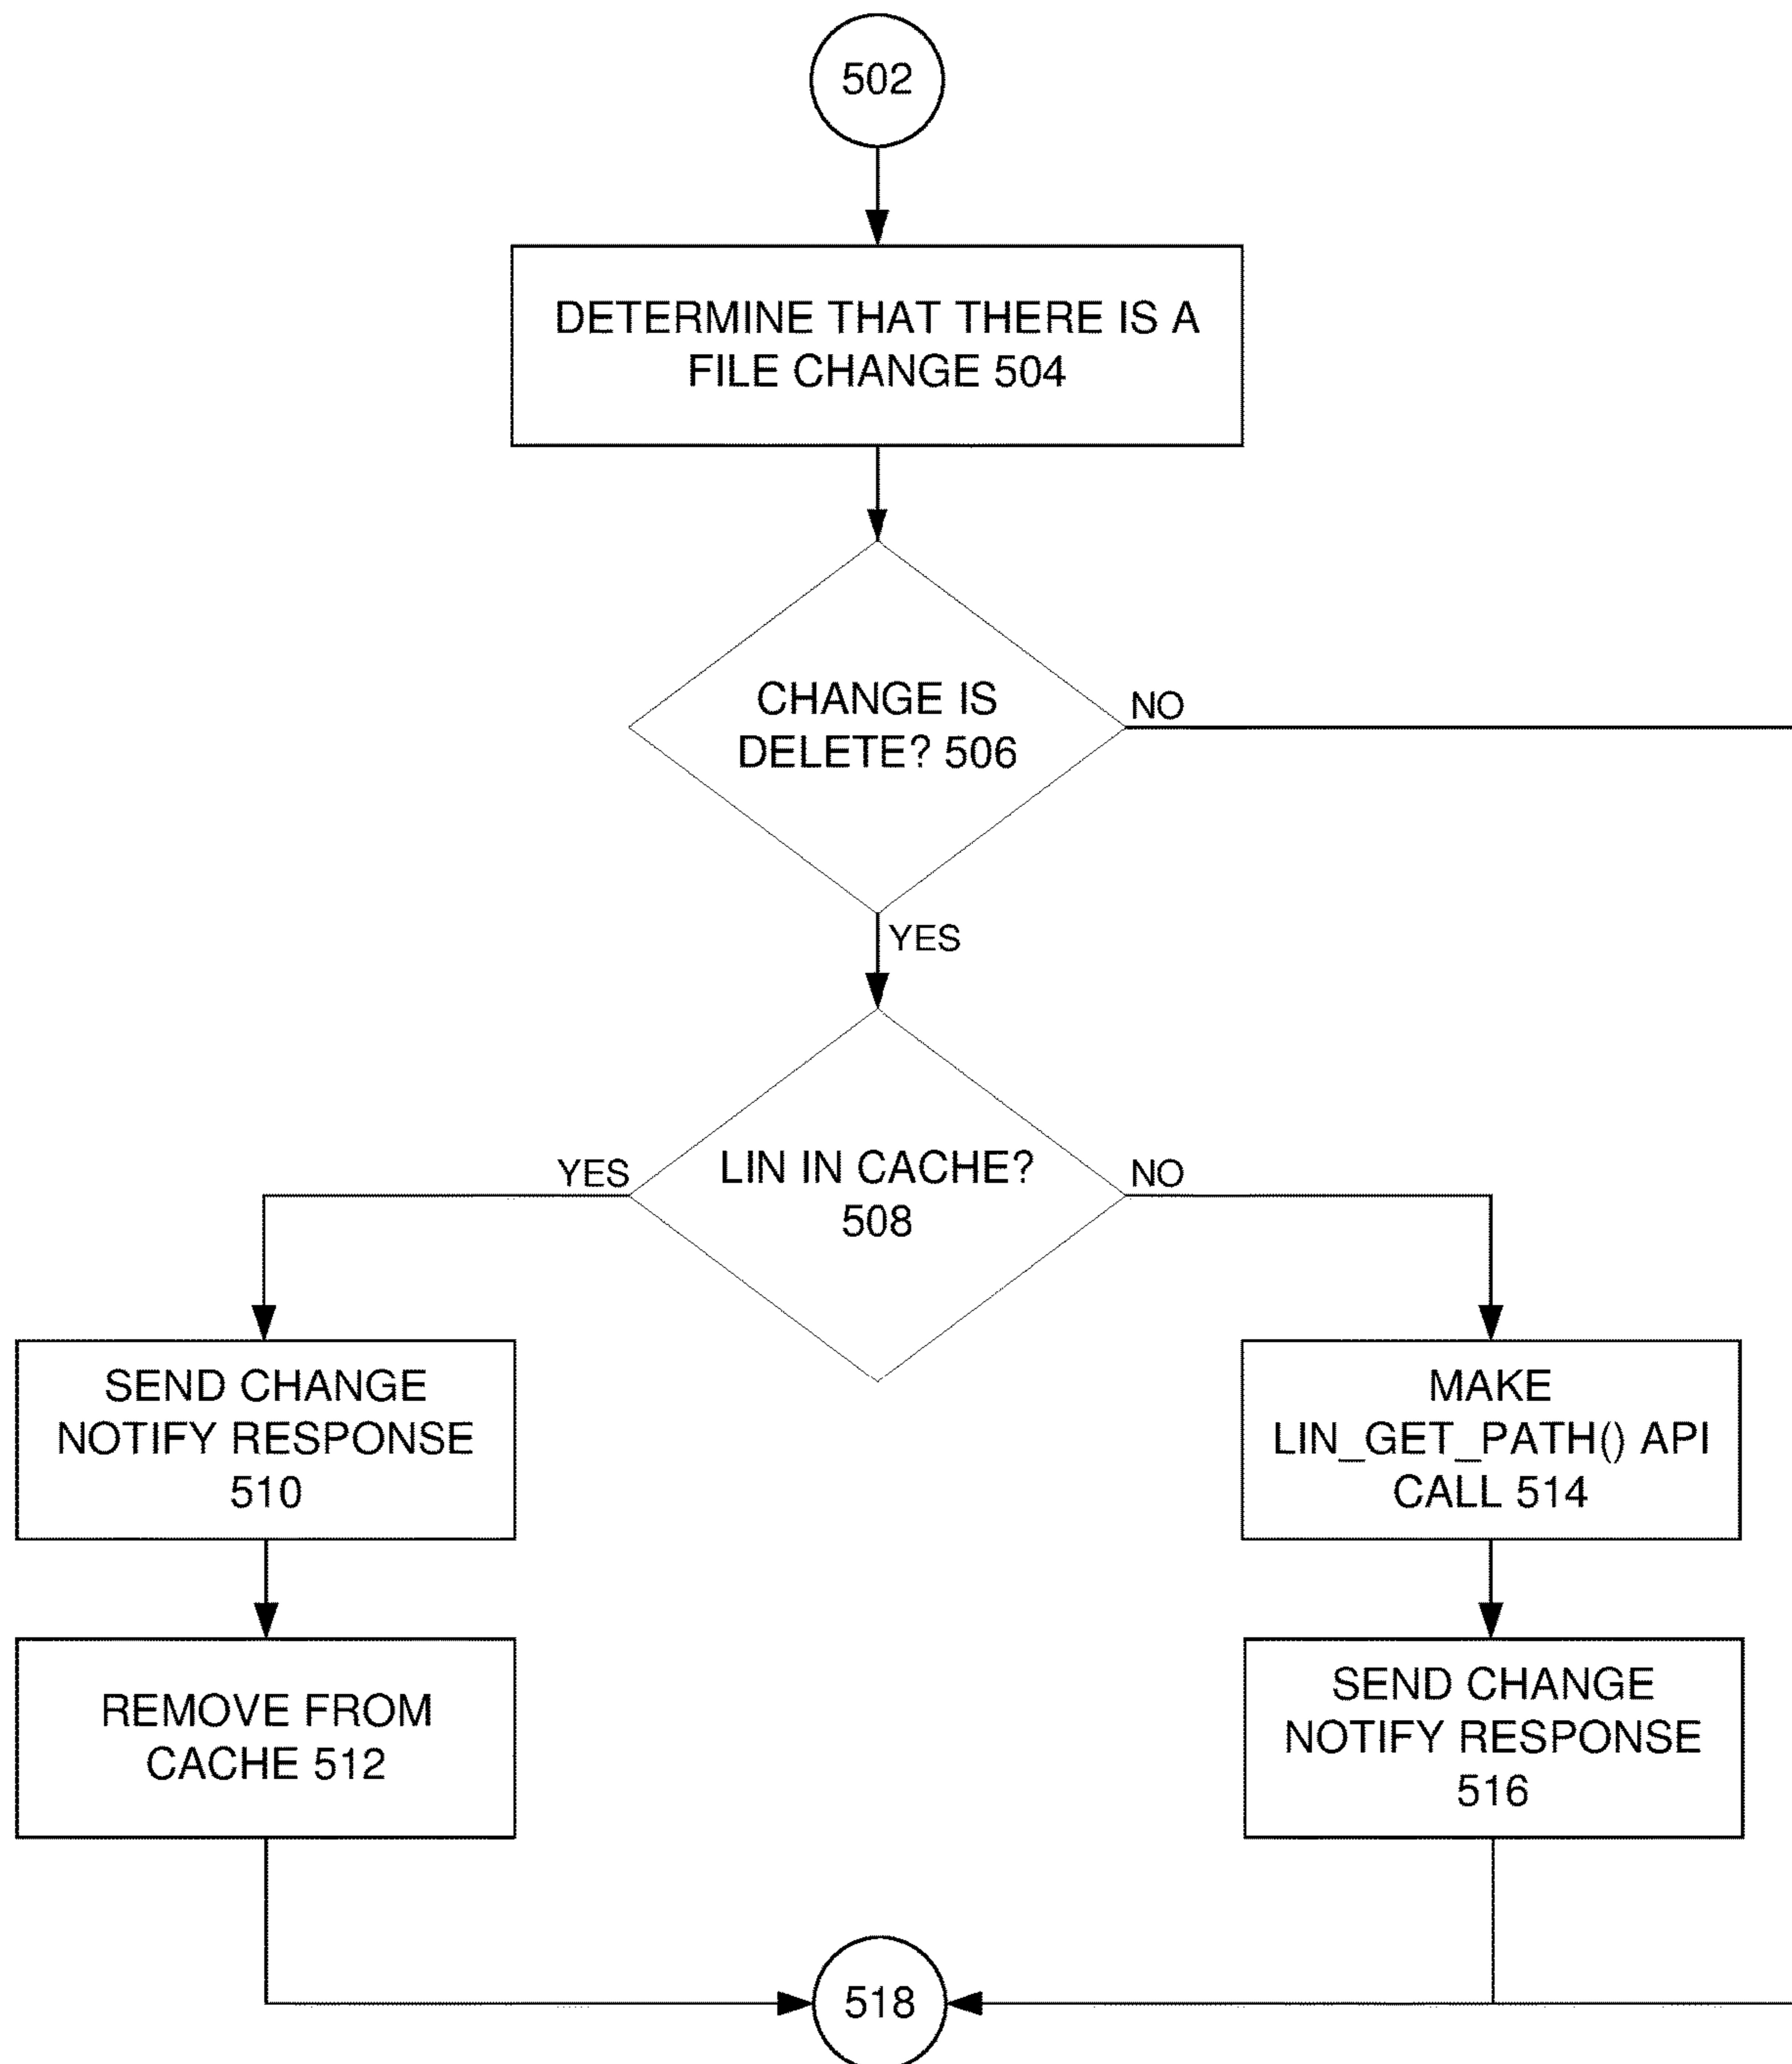 502
DETERMINE THAT THERE IS A
FILE CHANGE 504
CHANGE IS
DELETE? 506
NO
YES
LIN IN CACHE?
508
YES
NO
SEND CHANGE
NOTIFY RESPONSE
510
MAKE
LIN_GET_PATH() API
CALL 514
REMOVE FROM
CACHE 512
SEND CHANGE
NOTIFY RESPONSE
516
518